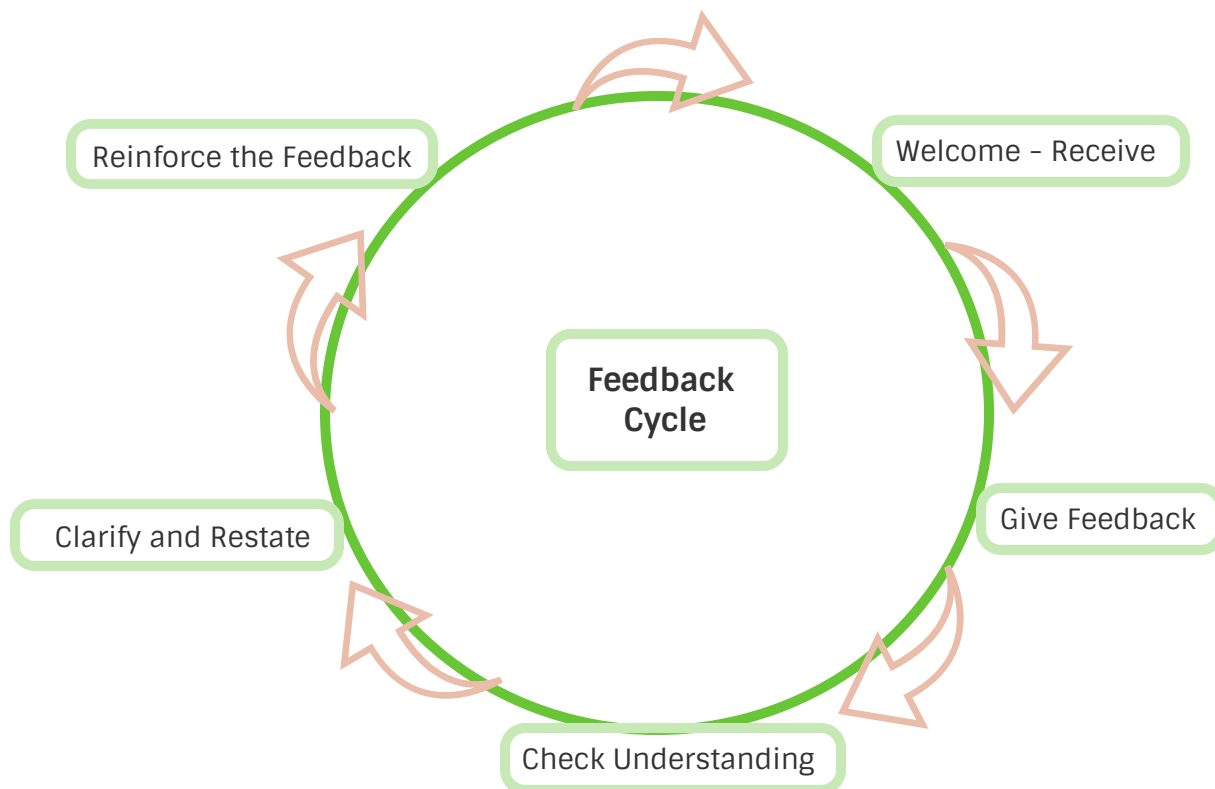 Reinforce the Feedback
Welcome - Receive
Feedback
Cycle
Give Feedback
Clarify and Restate
Check Understanding